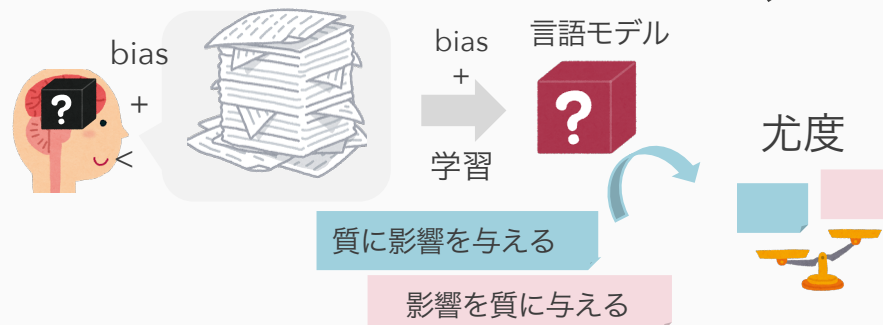 bias
+
?
bias
+
学習
言語モデル
?
尤度
質に影響を与える
影響を質に与える